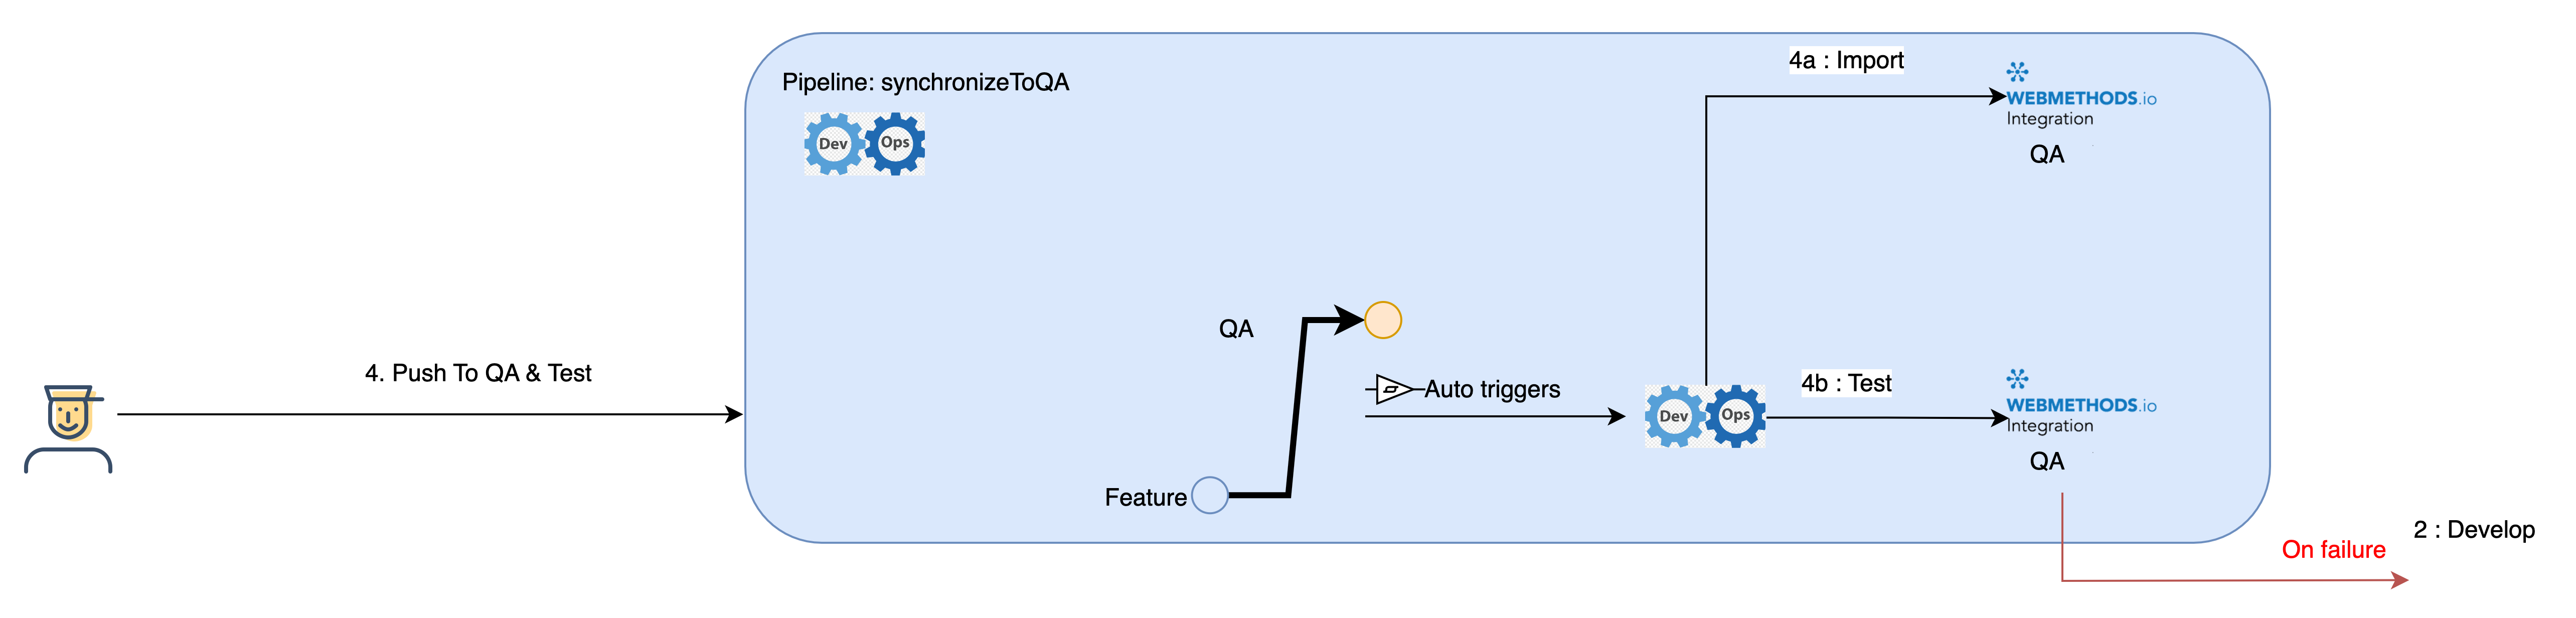 Pipeline: synchronizeToQA
Dev Ops
4a : Import
WEBMETHODS.io
Integration
QA
4. Push To QA & Test
QA
Auto triggers
Feature
Dev Ops
4b : Test
WEBMETHODS.io
Integration
QA
On failure
2 : Develop